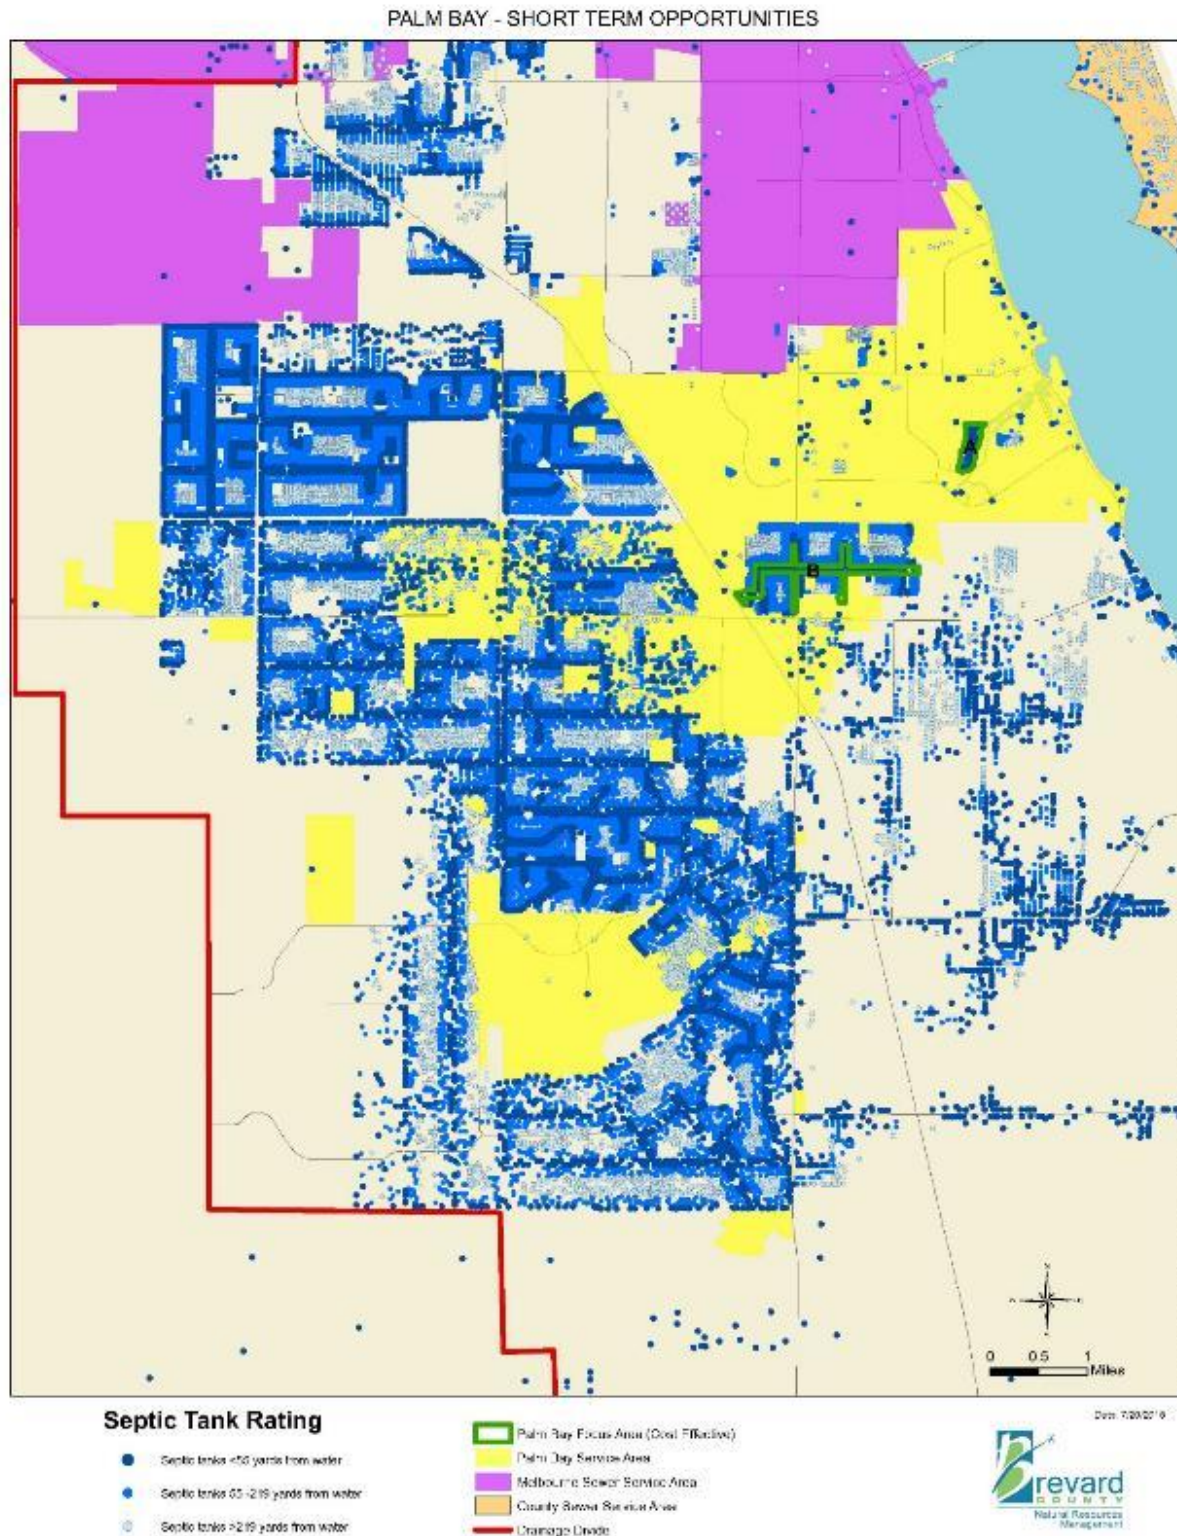 PALM BAY - SHORT TERM OPPORTUNITIES
A
B
0 0.5 1
Miles
Septic Tank Rating
Septic tanks <55 yards from water
Septic tanks 55 -219 yards from water
Septic tanks >219 yards from water
Palm Bay Focus Area (Cost Effective)
Palm Bay Service Area
Melbourne Sewer Service Area
County Sewer Service Area
Drainage Divide
Brevard
COUNTY
Natural Resources
Management